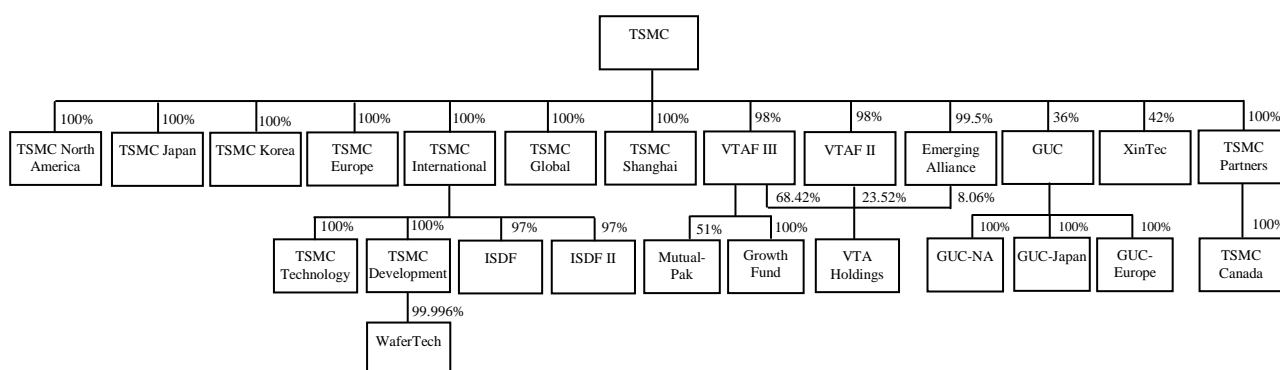 TSMC
100%
100%
100%
100%
100%
100%
100%
98%
98%
99.5%
36%
42%
100%
TSMC North
America
TSMC Japan
TSMC Korea
TSMC
Europe
TSMC
International
TSMC
Global
TSMC
Shanghai
VTAF III
VTAF II
Emerging
Alliance
GUC
XinTec
TSMC
Partners
68.42%
23.52%
8.06%
100%
100%
97%
97%
51%
100%
100%
100%
100%
100%
TSMC
Technology
TSMC
Development
ISDF
ISDF II
Mutual-
Pak
Growth
Fund
VTA
Holdings
GUC-NA
GUC-Japan
GUC-
Europe
TSMC
Canada
99.996%
WaferTech